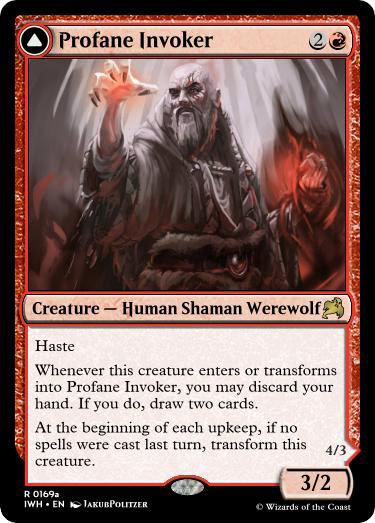 Profane Invoker 2
Creature — Human Shaman Werewolf
Haste
Whenever this creature enters or transforms
into Profane Invoker, you may discard your
hand. If you do, draw two cards.
At the beginning of each upkeep, if no
spells were cast last turn, transform this
creature.
4/3
3/2
R 0169a
IWH • EN JakubPolitzer
© Wizards of the Coast